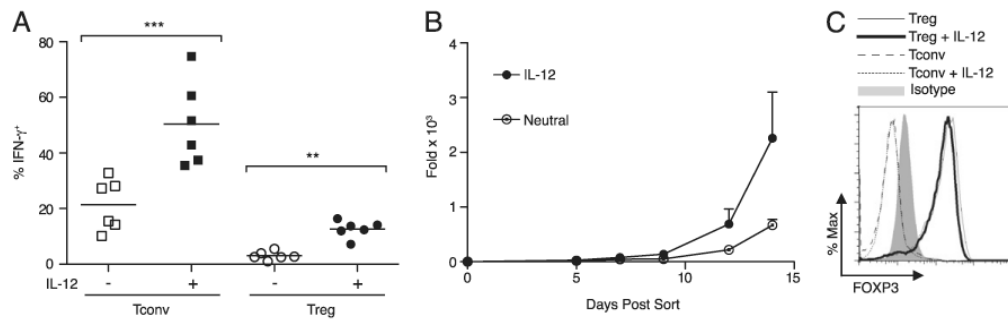 A
% IFN-γ⁺
80
60
40
20
0
***
**
IL-12 - + - +
Tconv Treg
B
Fold x 10³
4
3
2
1
0
IL-12
Neutral
0 5 10 15
Days Post Sort
C
Treg
Treg + IL-12
Tconv
Tconv + IL-12
Isotype
% Max
FOXP3